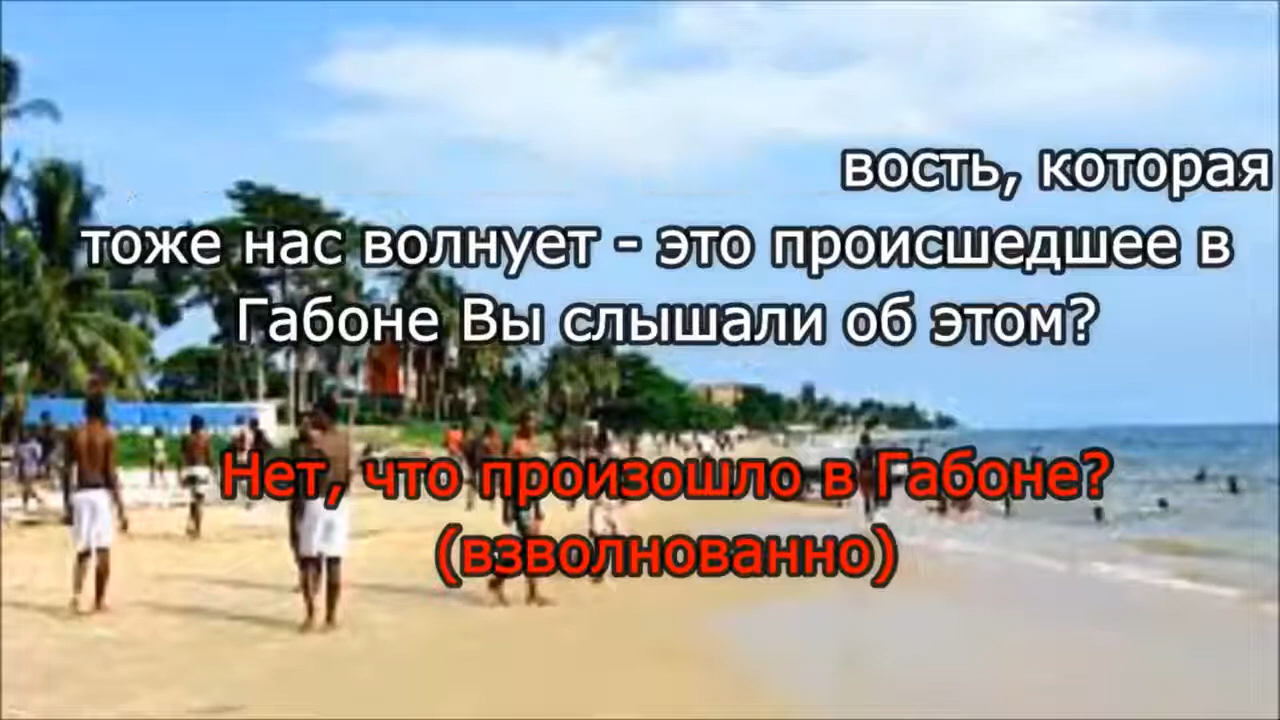 вость, которая
тоже нас волнует - это происшедшее в
Габоне Вы слышали об этом?
Нет, что произошло в Габоне?
(взволнованно)